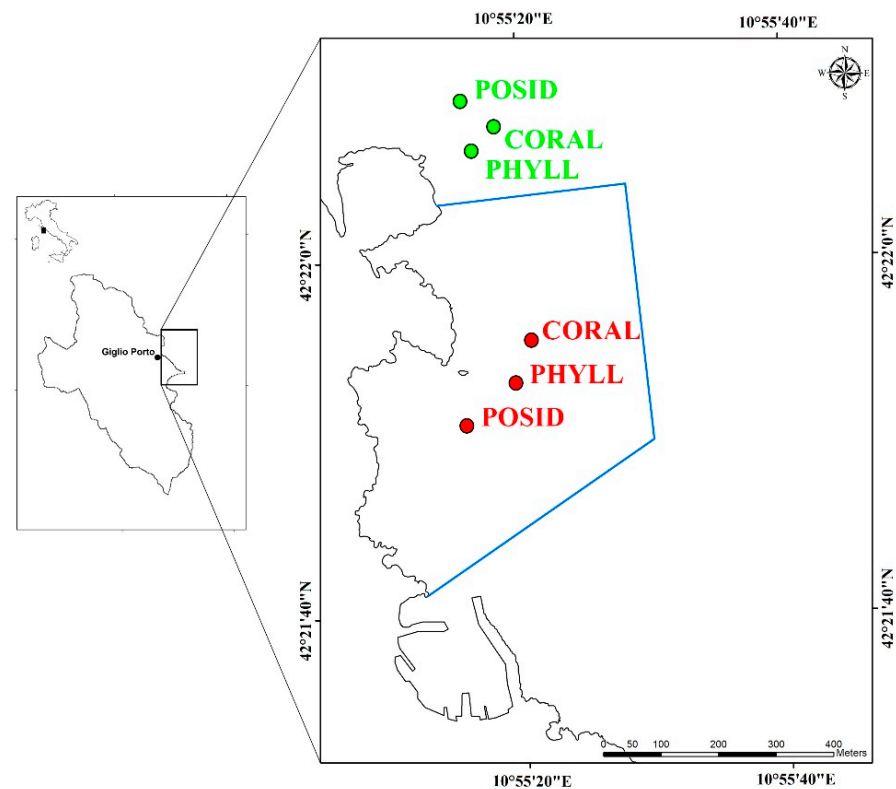 10°55'20"E
10°55'40"E
N
W
E
S
POSID
CORAL
PHYLL
42°22'0"N
42°22'0"N
CORAL
Giglio Porto
PHYLL
POSID
42°21'40"N
42°21'40"N
0 50 100 200 300 400
Meters
10°55'20"E
10°55'40"E